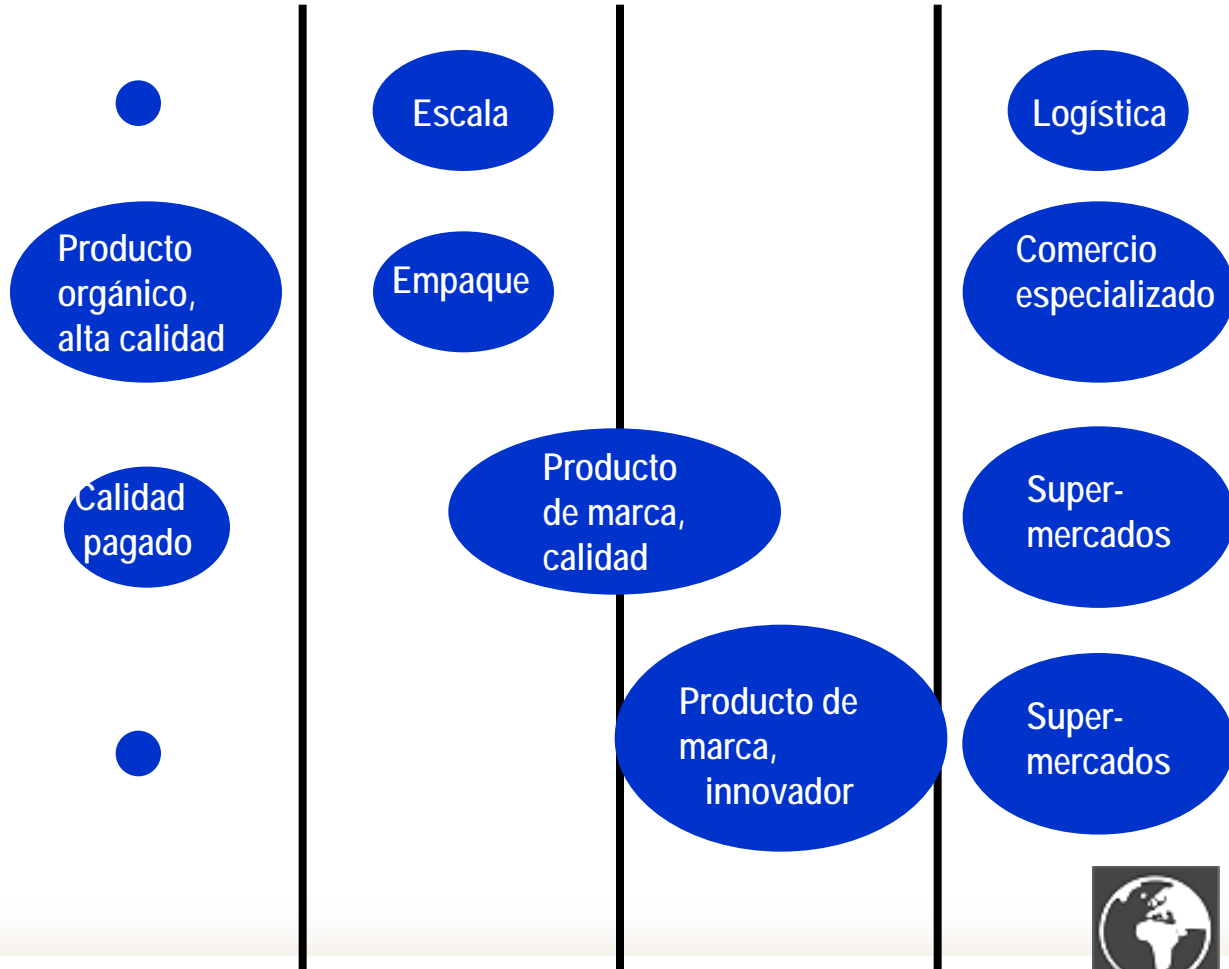 Escala
Logística
Producto
orgánico,
alta calidad
Empaque
Comercio
especializado
Calidad
pagado
Producto
de marca,
calidad
Super-
mercados
Producto de
marca,
innovador
Super-
mercados